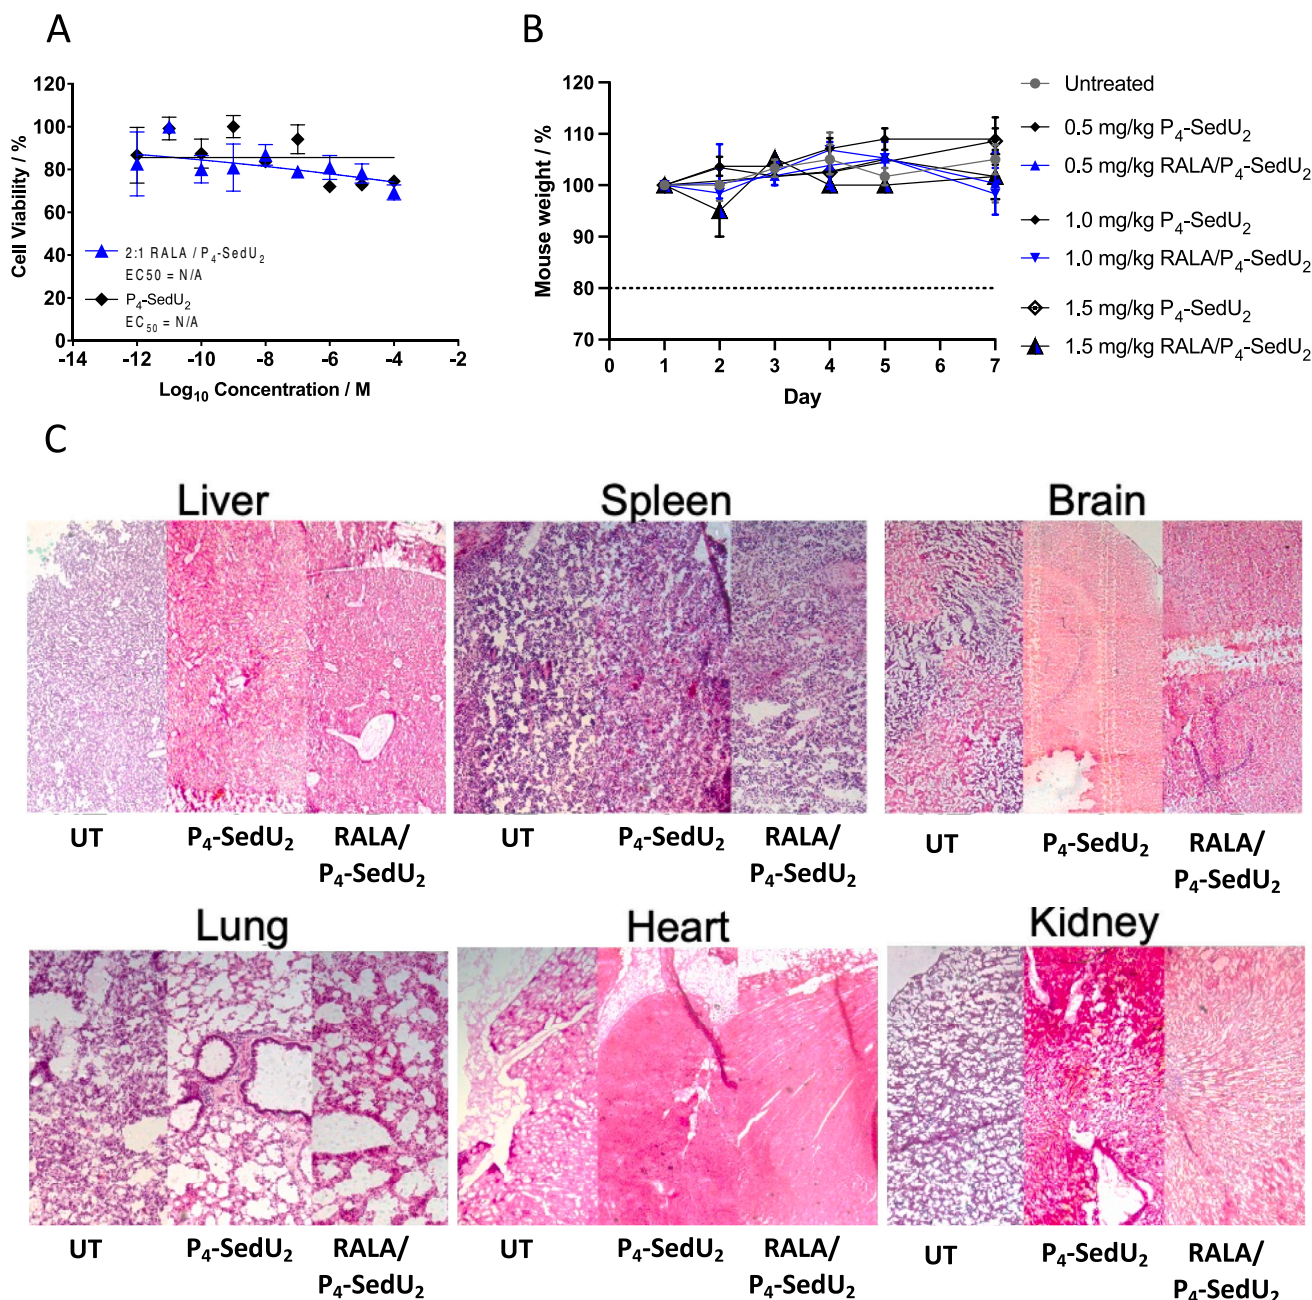 A
B
120
100
80
60
40
20
0
-14
-12
-10
-8
-6
-4
-2
Cell Viability / %
Log₁₀ Concentration / M
2:1 RALA / P₄-SedU₂
EC50 = N/A
P₄-SedU₂
EC₅₀ = N/A
120
110
100
90
80
70
0
1
2
3
4
5
6
7
Mouse weight / %
Day
Untreated
0.5 mg/kg P₄-SedU₂
0.5 mg/kg RALA/P₄-SedU₂
1.0 mg/kg P₄-SedU₂
1.0 mg/kg RALA/P₄-SedU₂
1.5 mg/kg P₄-SedU₂
1.5 mg/kg RALA/P₄-SedU₂
C
Liver
Spleen
Brain
UT
P₄-SedU₂
RALA/
P₄-SedU₂
UT
P₄-SedU₂
RALA/
P₄-SedU₂
UT
P₄-SedU₂
RALA/
P₄-SedU₂
Lung
Heart
Kidney
UT
P₄-SedU₂
RALA/
P₄-SedU₂
UT
P₄-SedU₂
RALA/
P₄-SedU₂
UT
P₄-SedU₂
RALA/
P₄-SedU₂